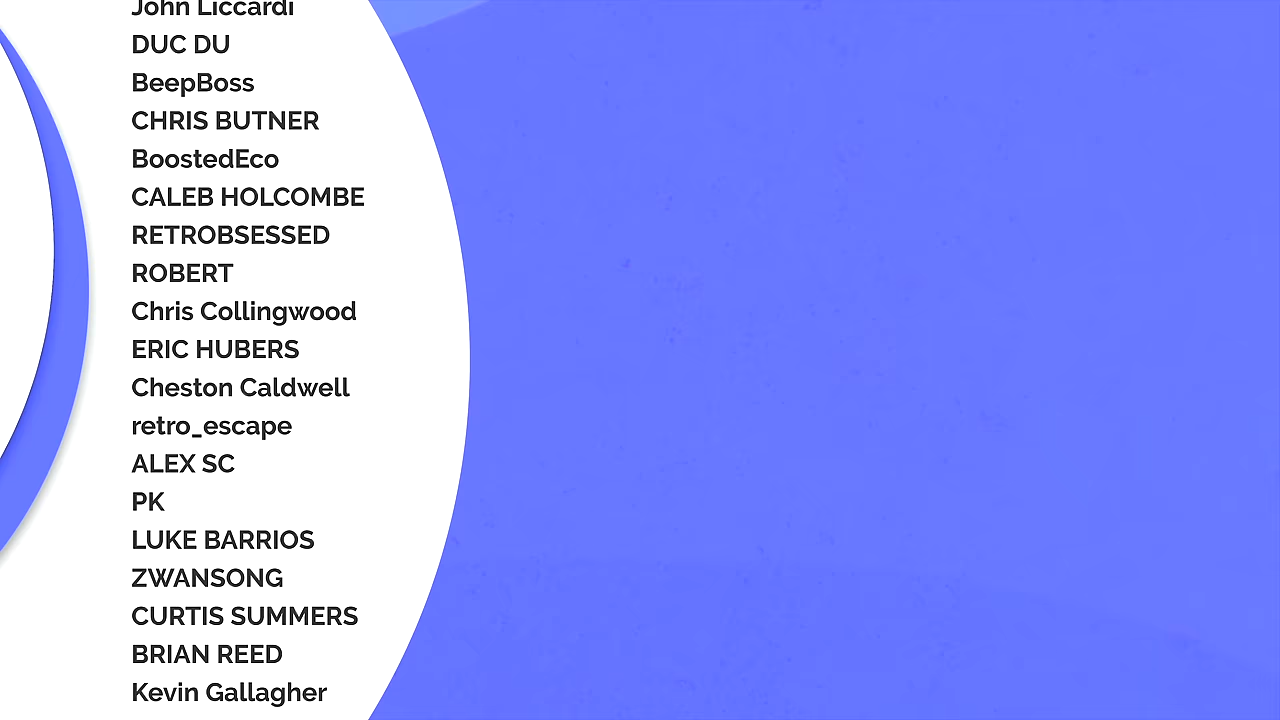 John Liccardi
DUC DU
BeepBoss
CHRIS BUTNER
BoostedEco
CALEB HOLCOMBE
RETROBSESSED
ROBERT
Chris Collingwood
ERIC HUBERS
Cheston Caldwell
retro_escape
ALEX SC
PK
LUKE BARRIOS
ZWANSONG
CURTIS SUMMERS
BRIAN REED
Kevin Gallagher